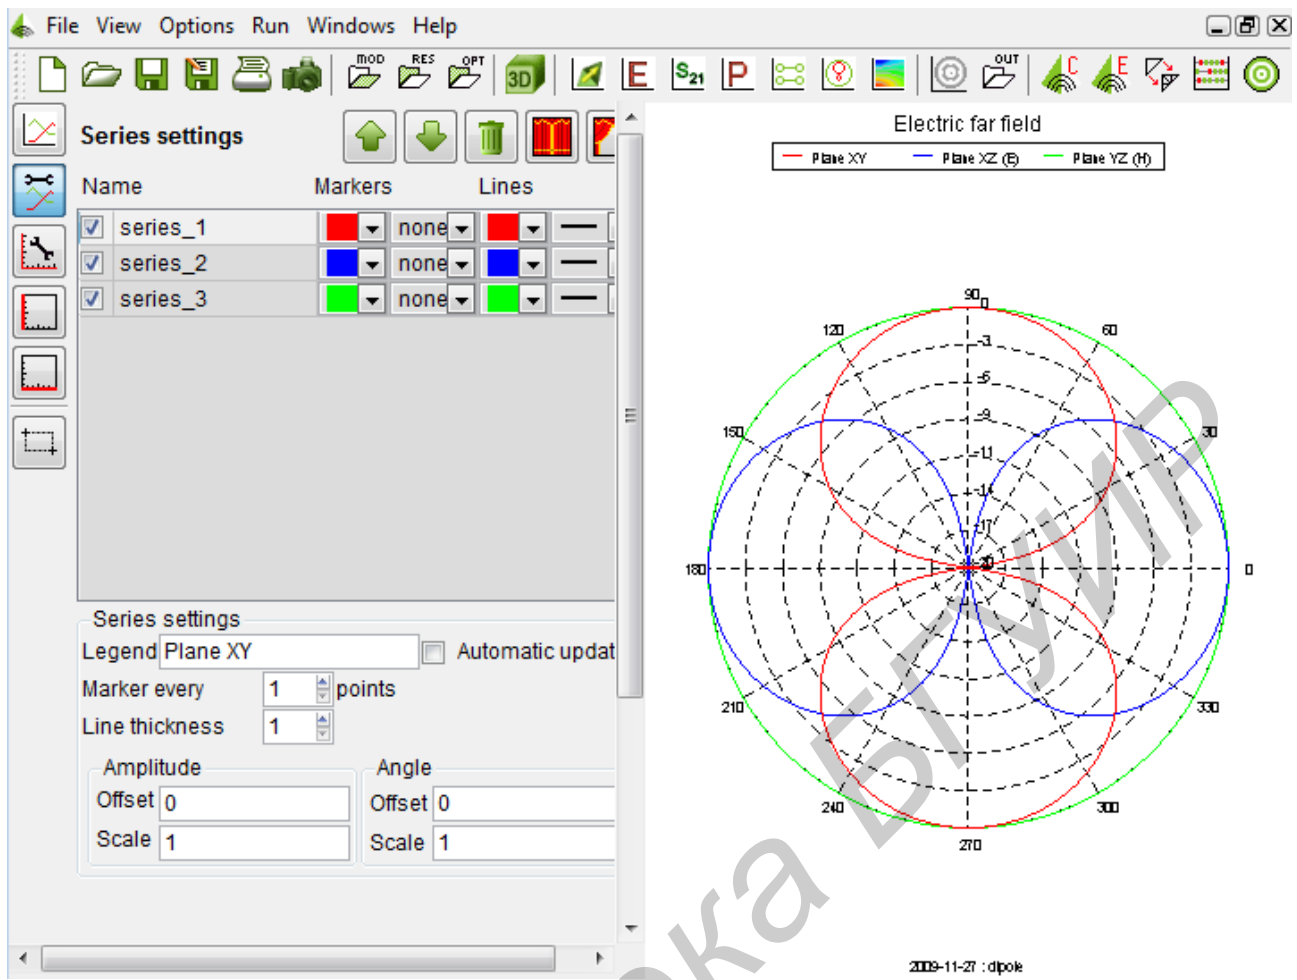 File View Options Run Windows Help
MOD RES OPT 3D E S21 P OUT C E
Series settings
Name Markers Lines
series_1 none
series_2 none
series_3 none
Series settings
Legend Plane XY Automatic updat
Marker every 1 points
Line thickness 1
Amplitude Angle
Offset 0 Offset 0
Scale 1 Scale 1
Electric far field
Plane XY Plane XZ (E) Plane YZ (H)
90 0
120 60
-3
-6
-9
150 30
-11
-14
-17
180 0
210 330
240 300
270
2009-11-27 : dipole
ека БГУИР